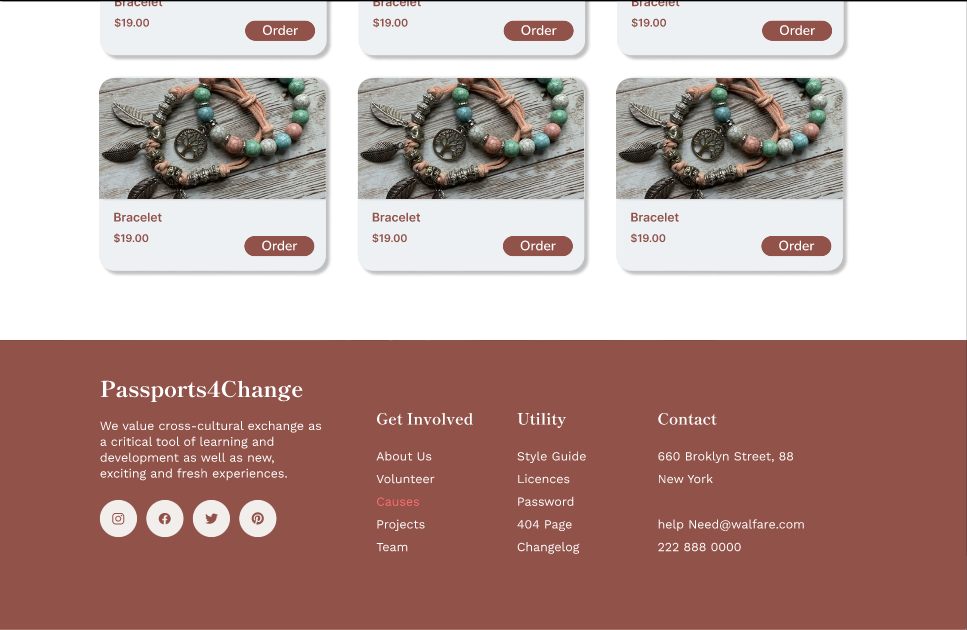 Bracelet
$19.00
Order
Bracelet
$19.00
Order
Bracelet
$19.00
Order
Bracelet
$19.00
Order
Bracelet
$19.00
Order
Bracelet
$19.00
Order
Passports4Change
We value cross-cultural exchange as
a critical tool of learning and
development as well as new,
exciting and fresh experiences.
Get Involved
About Us
Volunteer
Causes
Projects
Team
Utility
Style Guide
Licences
Password
404 Page
Changelog
Contact
660 Broklyn Street, 88
New York
help Need@walfare.com
222 888 0000